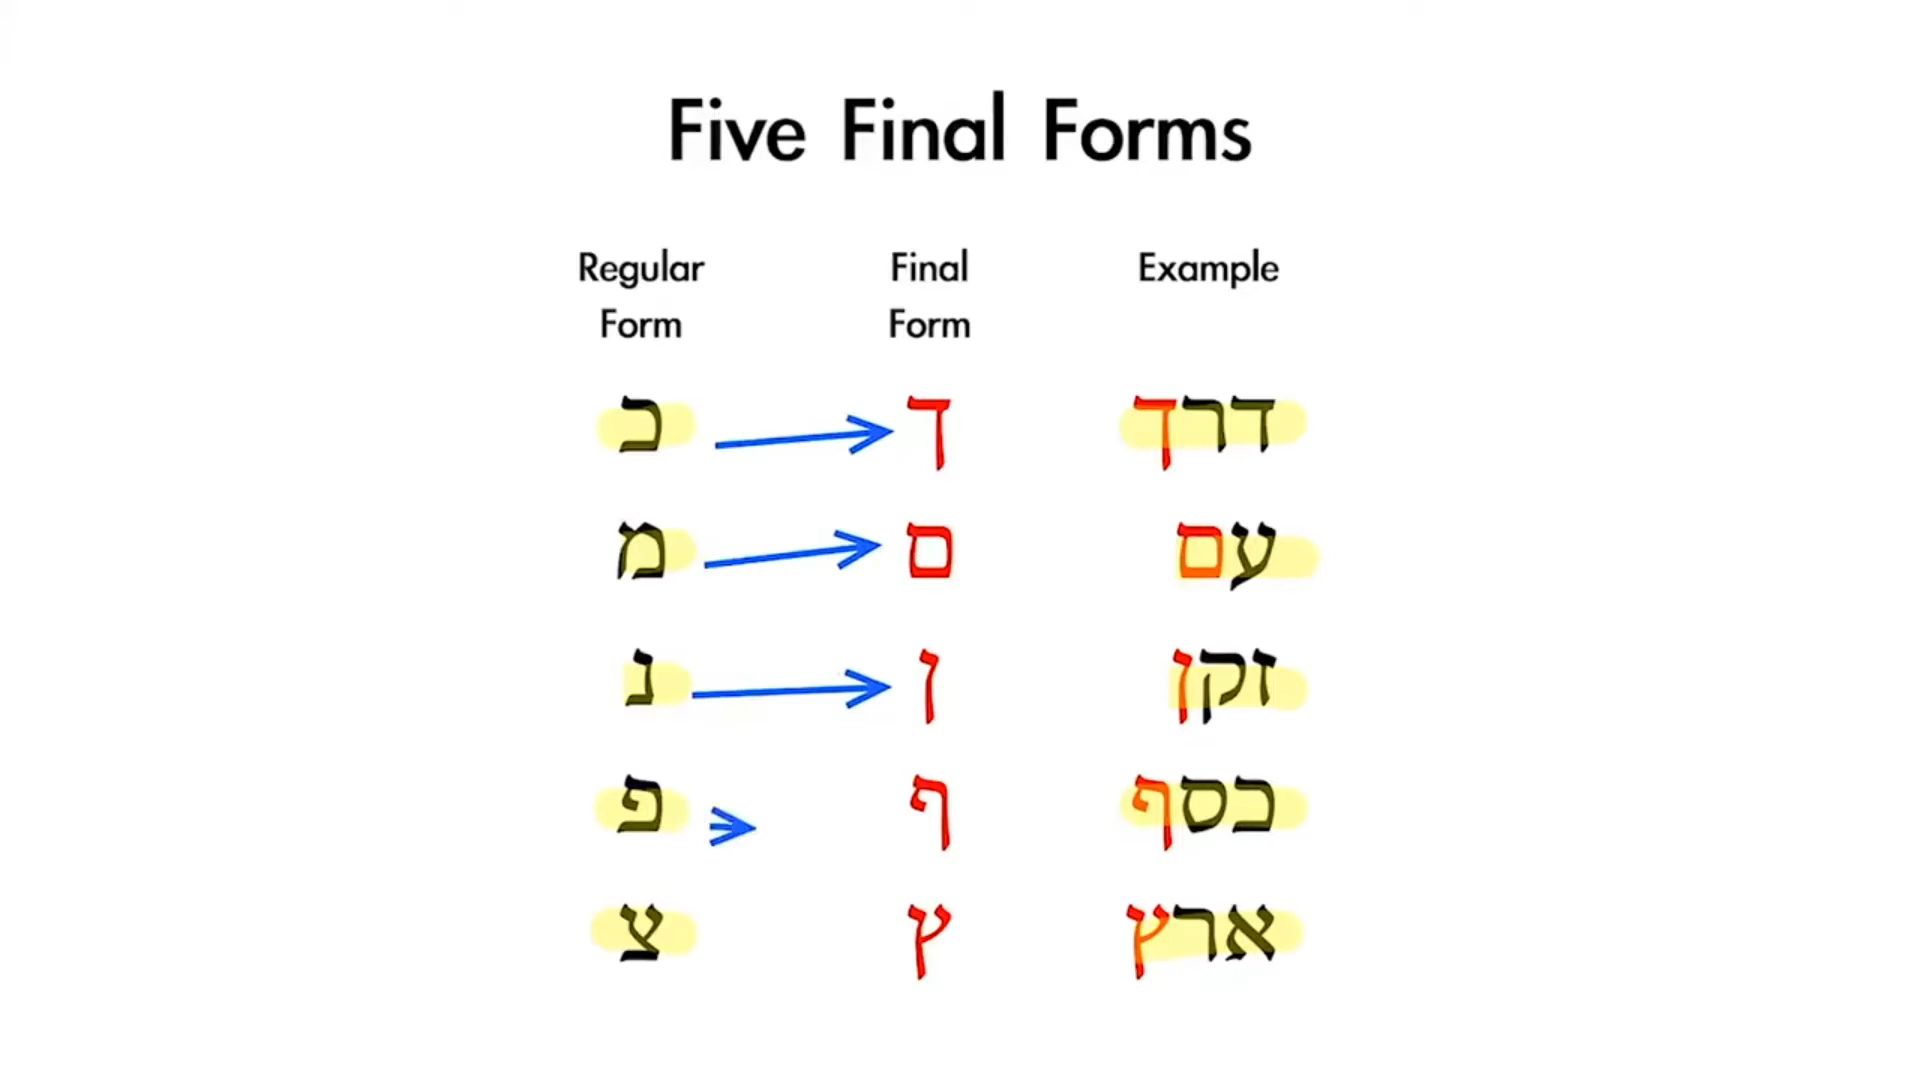 Five Final Forms
Regular Form Final Form Example
כ ך דרך
מ ם עם
נ ן זקן
פ ף כסף
צ ץ ארץ